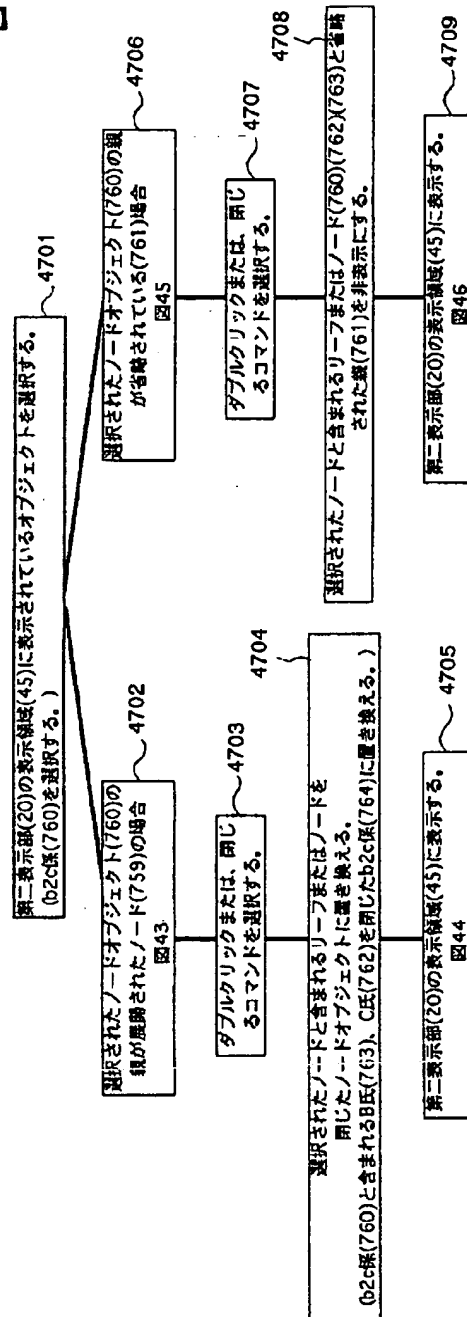 】
4701
第二表示部(20)の表示領域(45)に表示されているオブジェクトを選択する。
(b2c係(760)を選択する。)
4702
選択されたノードオブジェクト(760)の
親が展開されたノード(759)の場合
図43
4703
ダブルクリックまたは、閉じ
るコマンドを選択する。
4704
選択されたノードと含まれるリーフまたはノードを
閉じたノードオブジェクトに置き換える。
(b2c係(760)と含まれるB氏(763)、C氏(762)を閉じたb2c係(764)に置き換える。)
4705
第二表示部(20)の表示領域(45)に表示する。
図44
4706
選択されたノードオブジェクト(760)の親
が省略されている(761)場合
図45
4707
ダブルクリックまたは、閉じ
るコマンドを選択する。
4708
選択されたノードと含まれるリーフまたはノード(760)(762)(763)と省略
された親(761)を非表示にする。
4709
第二表示部(20)の表示領域(45)に表示する。
図46